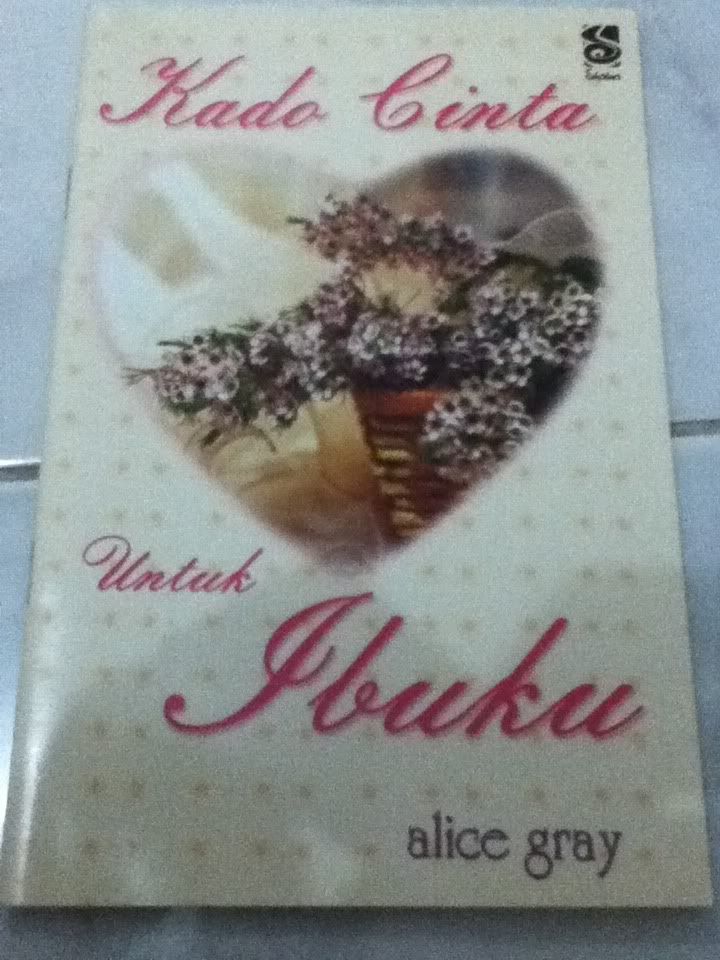 Kado Cinta
Untuk
Ibuku
alice gray